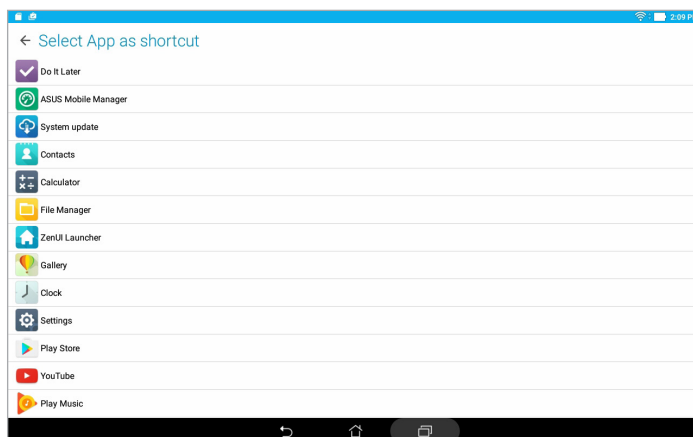 2:09 P
Select App as shortcut
Do It Later
ASUS Mobile Manager
System update
Contacts
Calculator
File Manager
ZenUI Launcher
Gallery
Clock
Settings
Play Store
YouTube
Play Music